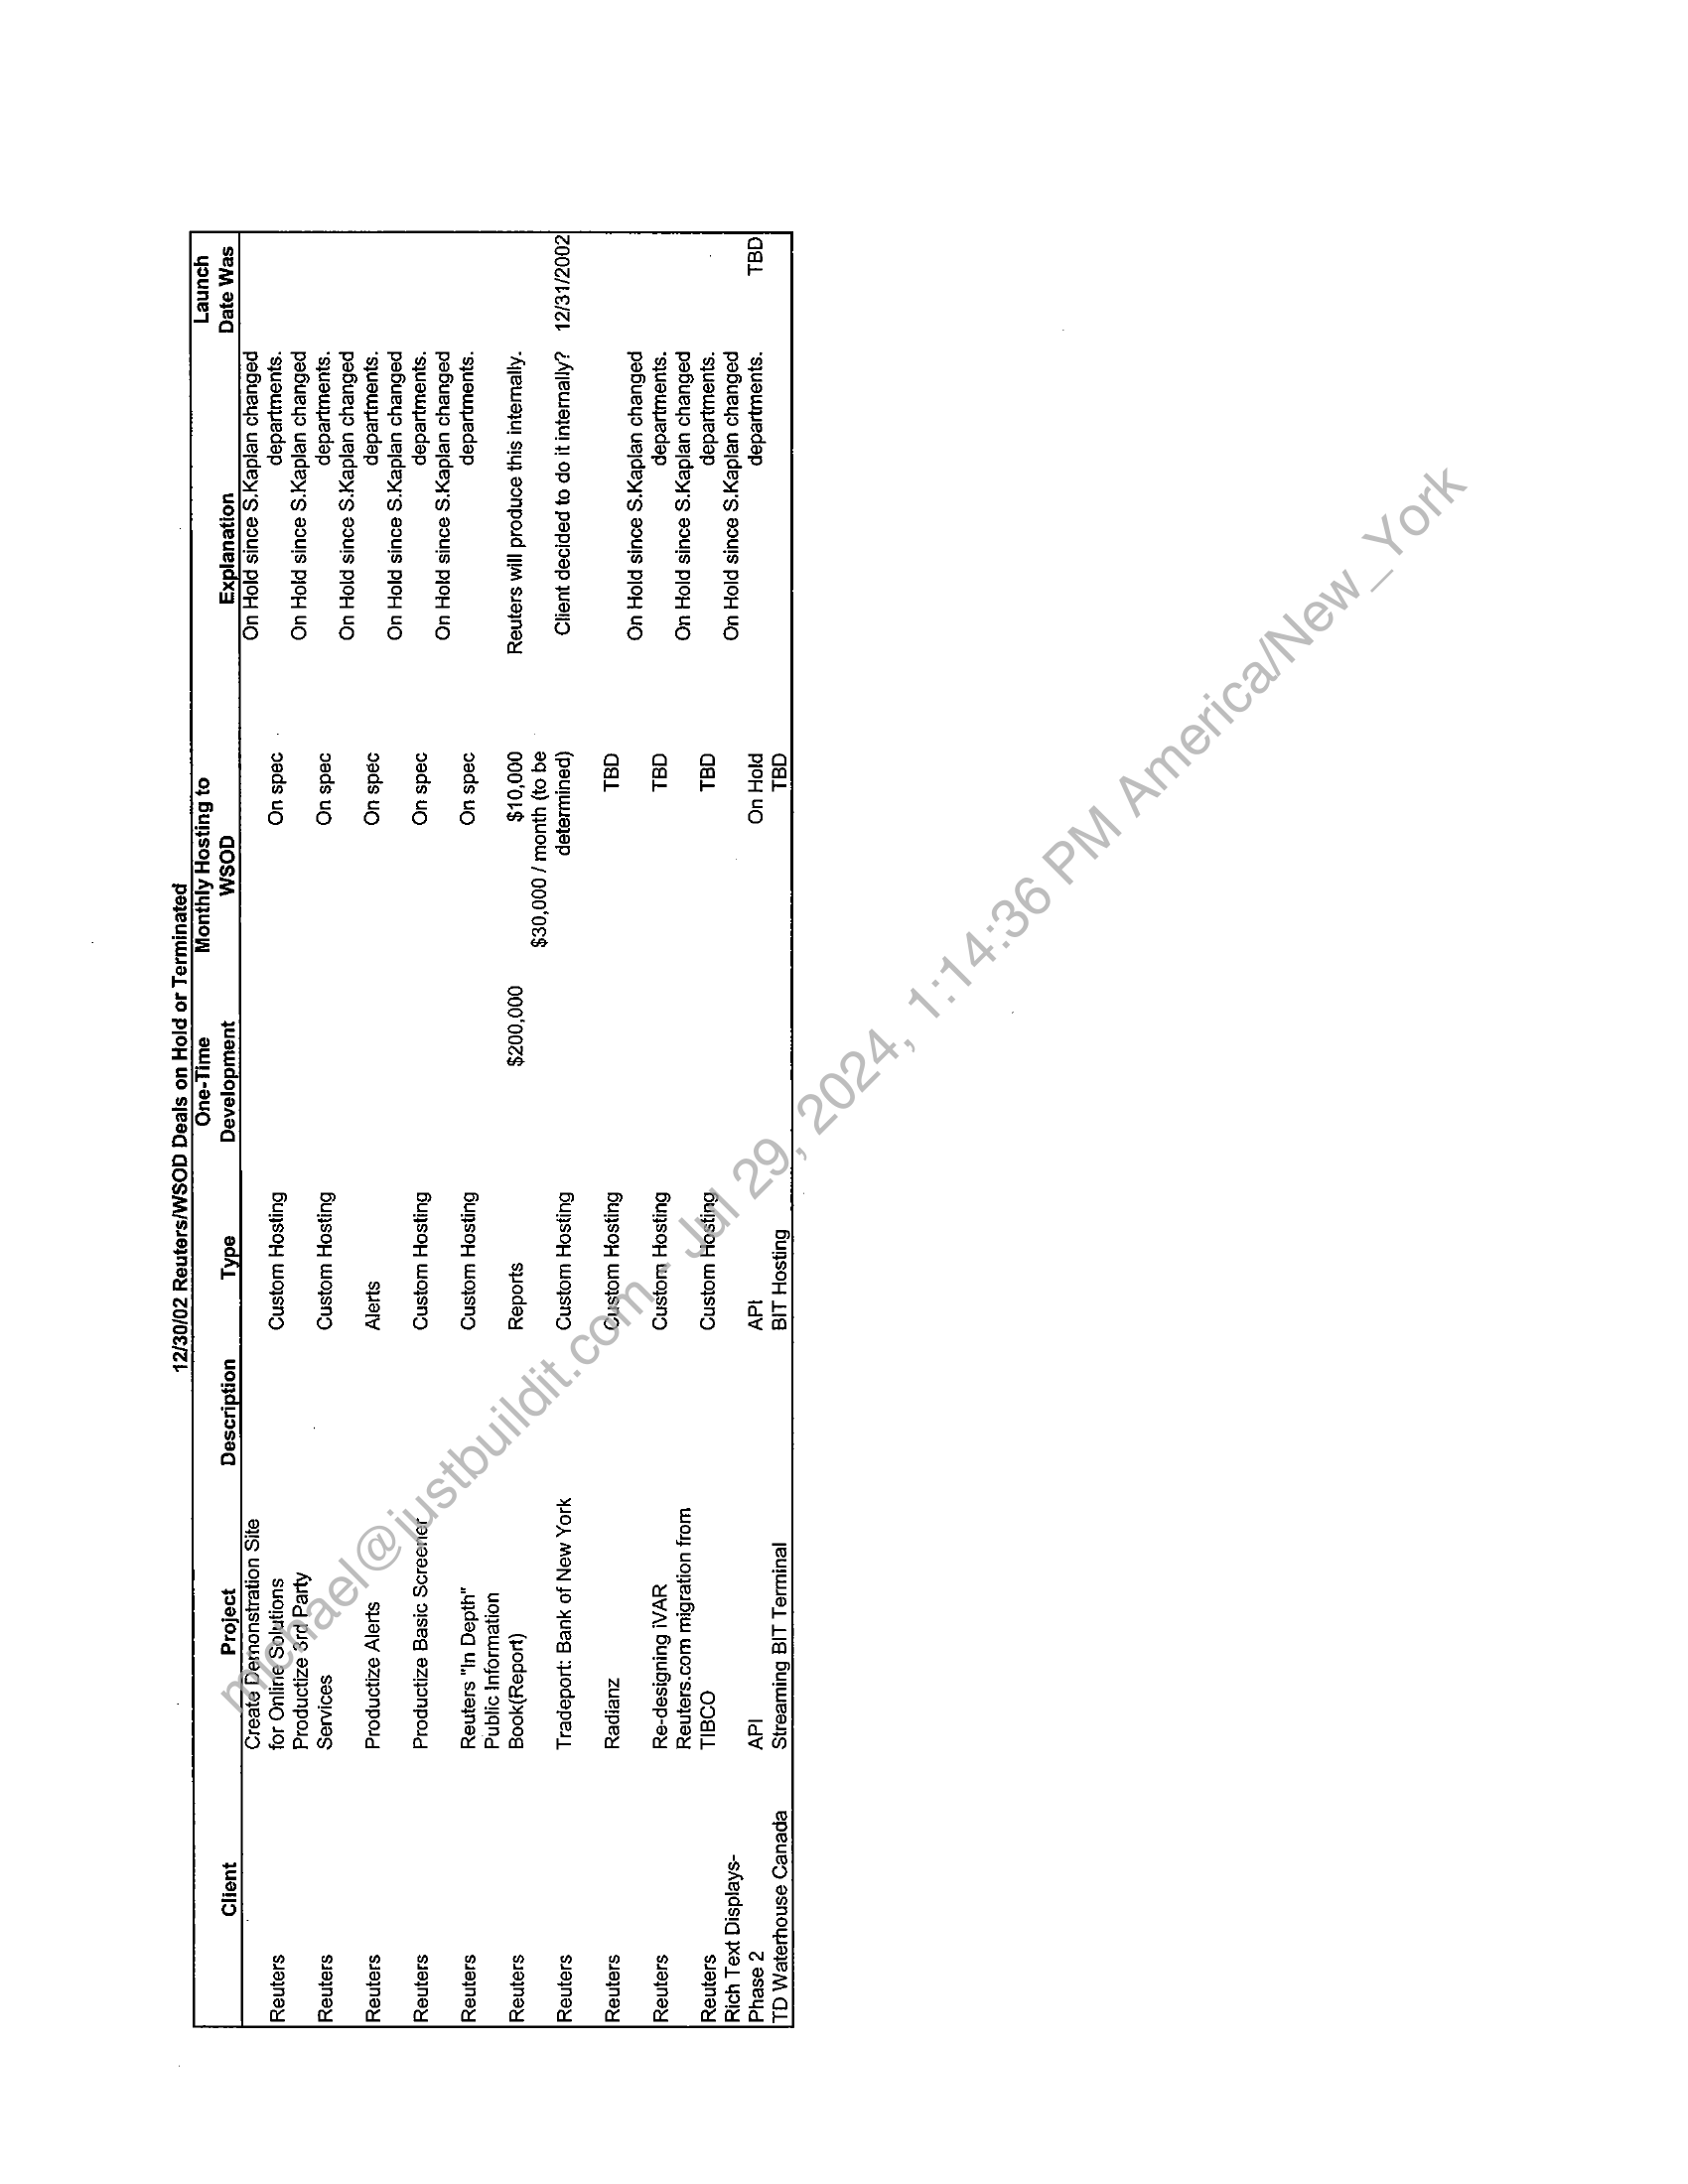 12/30/02 Reuters/WSOD Deals on Hold or Terminated
One-Time Monthly Hosting to Launch
Client Project Description Type Development WSOD Explanation Date Was
Create Demonstration Site On Hold since S.Kaplan changed
Reuters for Online Solutions Custom Hosting On spec departments.
Productize 3rd Party On Hold since S.Kaplan changed
Reuters Services Custom Hosting On spec departments.
On Hold since S.Kaplan changed
Reuters Productize Alerts Alerts On spec departments.
On Hold since S.Kaplan changed
Reuters Productize Basic Screener Custom Hosting On spec departments.
On Hold since S.Kaplan changed
Reuters Reuters "In Depth" Custom Hosting On spec departments.
Public Information
Reuters Book(Report) Reports $200,000 $10,000 Reuters will produce this internally.
$30,000 / month (to be
Reuters Tradeport: Bank of New York Custom Hosting determined) Client decided to do it internally? 12/31/2002
Reuters Radianz Custom Hosting TBD
On Hold since S.Kaplan changed
Reuters Re-designing iVAR Custom Hosting TBD departments.
Reuters.com migration from On Hold since S.Kaplan changed
Reuters TIBCO Custom Hosting TBD departments.
Rich Text Displays- On Hold since S.Kaplan changed
Phase 2 API API On Hold departments. TBD
TD Waterhouse Canada Streaming BIT Terminal BIT Hosting TBD
michael@justbuildit.com - Jul 29, 2024, 1:14:36 PM America/New_York